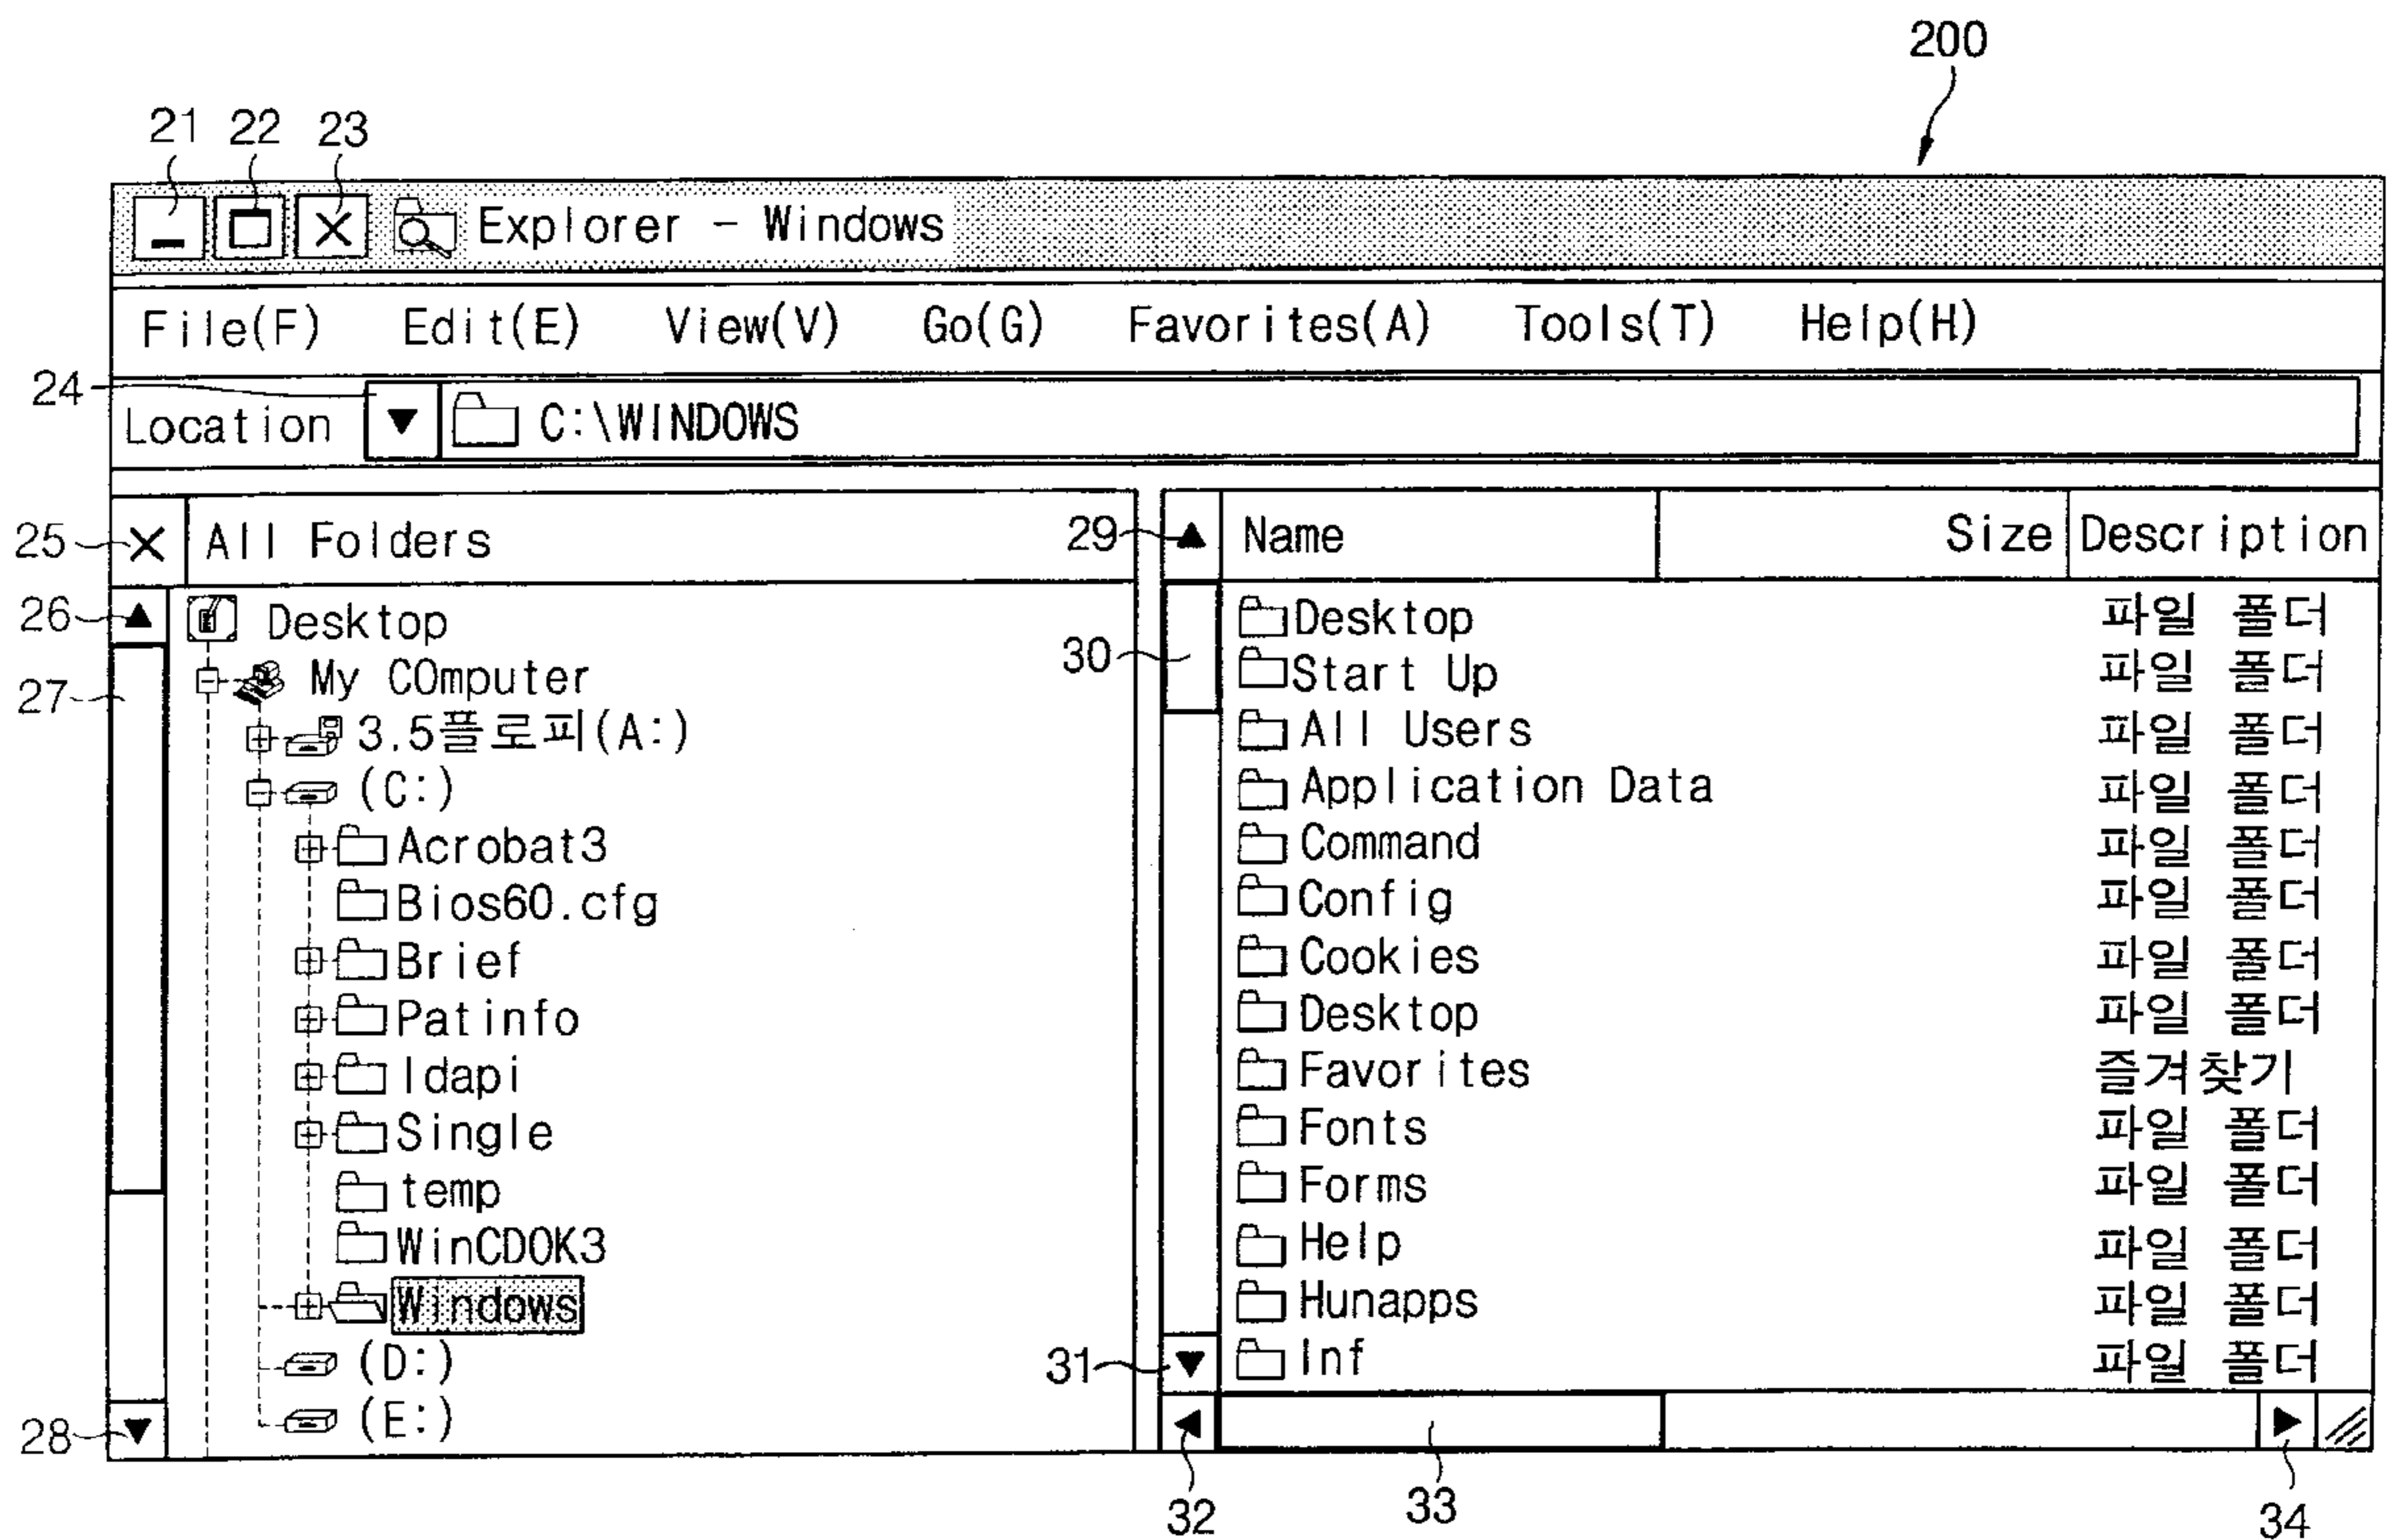 200
21 22 23
Explorer - Windows
File(F) Edit(E) View(V) Go(G) Favorites(A) Tools(T) Help(H)
24
Location C:\WINDOWS
25 All Folders
26 Desktop
My COmputer
27
3.5플로피(A:)
(C:)
Acrobat3
Bios60.cfg
Brief
Patinfo
Idapi
Single
temp
WinCDOK3
Windows
(D:)
28 (E:)
29 Name Size Description
Desktop 파일 폴더
30 Start Up 파일 폴더
All Users 파일 폴더
Application Data 파일 폴더
Command 파일 폴더
Config 파일 폴더
Cookies 파일 폴더
Desktop 파일 폴더
Favorites 즐겨찾기
Fonts 파일 폴더
Forms 파일 폴더
Help 파일 폴더
Hunapps 파일 폴더
31 Inf 파일 폴더
32 33 34